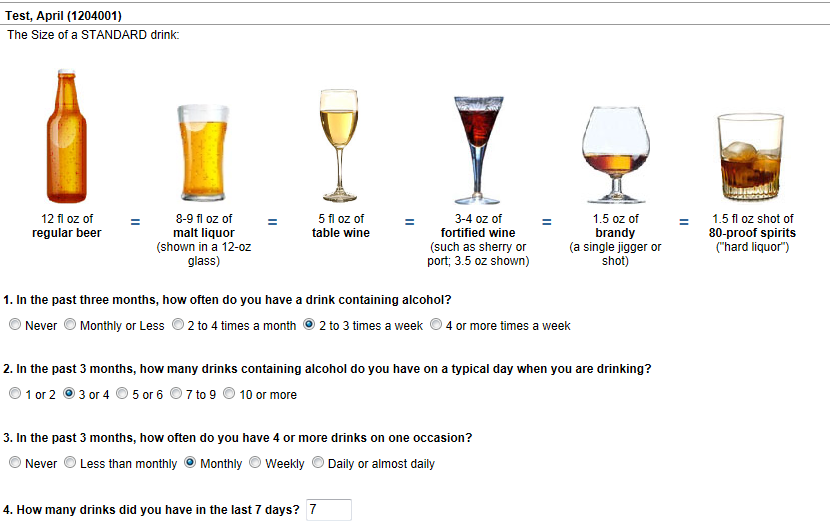 Test, April (1204001)
The Size of a STANDARD drink:
12 fl oz of = 8-9 fl oz of = 5 fl oz of = 3-4 oz of = 1.5 oz of = 1.5 fl oz shot of
regular beer malt liquor table wine fortified wine brandy 80-proof spirits
(shown in a 12-oz (such as sherry or (a single jigger or ("hard liquor")
glass) port; 3.5 oz shown) shot)
1. In the past three months, how often do you have a drink containing alcohol?
Never Monthly or Less 2 to 4 times a month 2 to 3 times a week 4 or more times a week
2. In the past 3 months, how many drinks containing alcohol do you have on a typical day when you are drinking?
1 or 2 3 or 4 5 or 6 7 to 9 10 or more
3. In the past 3 months, how often do you have 4 or more drinks on one occasion?
Never Less than monthly Monthly Weekly Daily or almost daily
4. How many drinks did you have in the last 7 days? 7